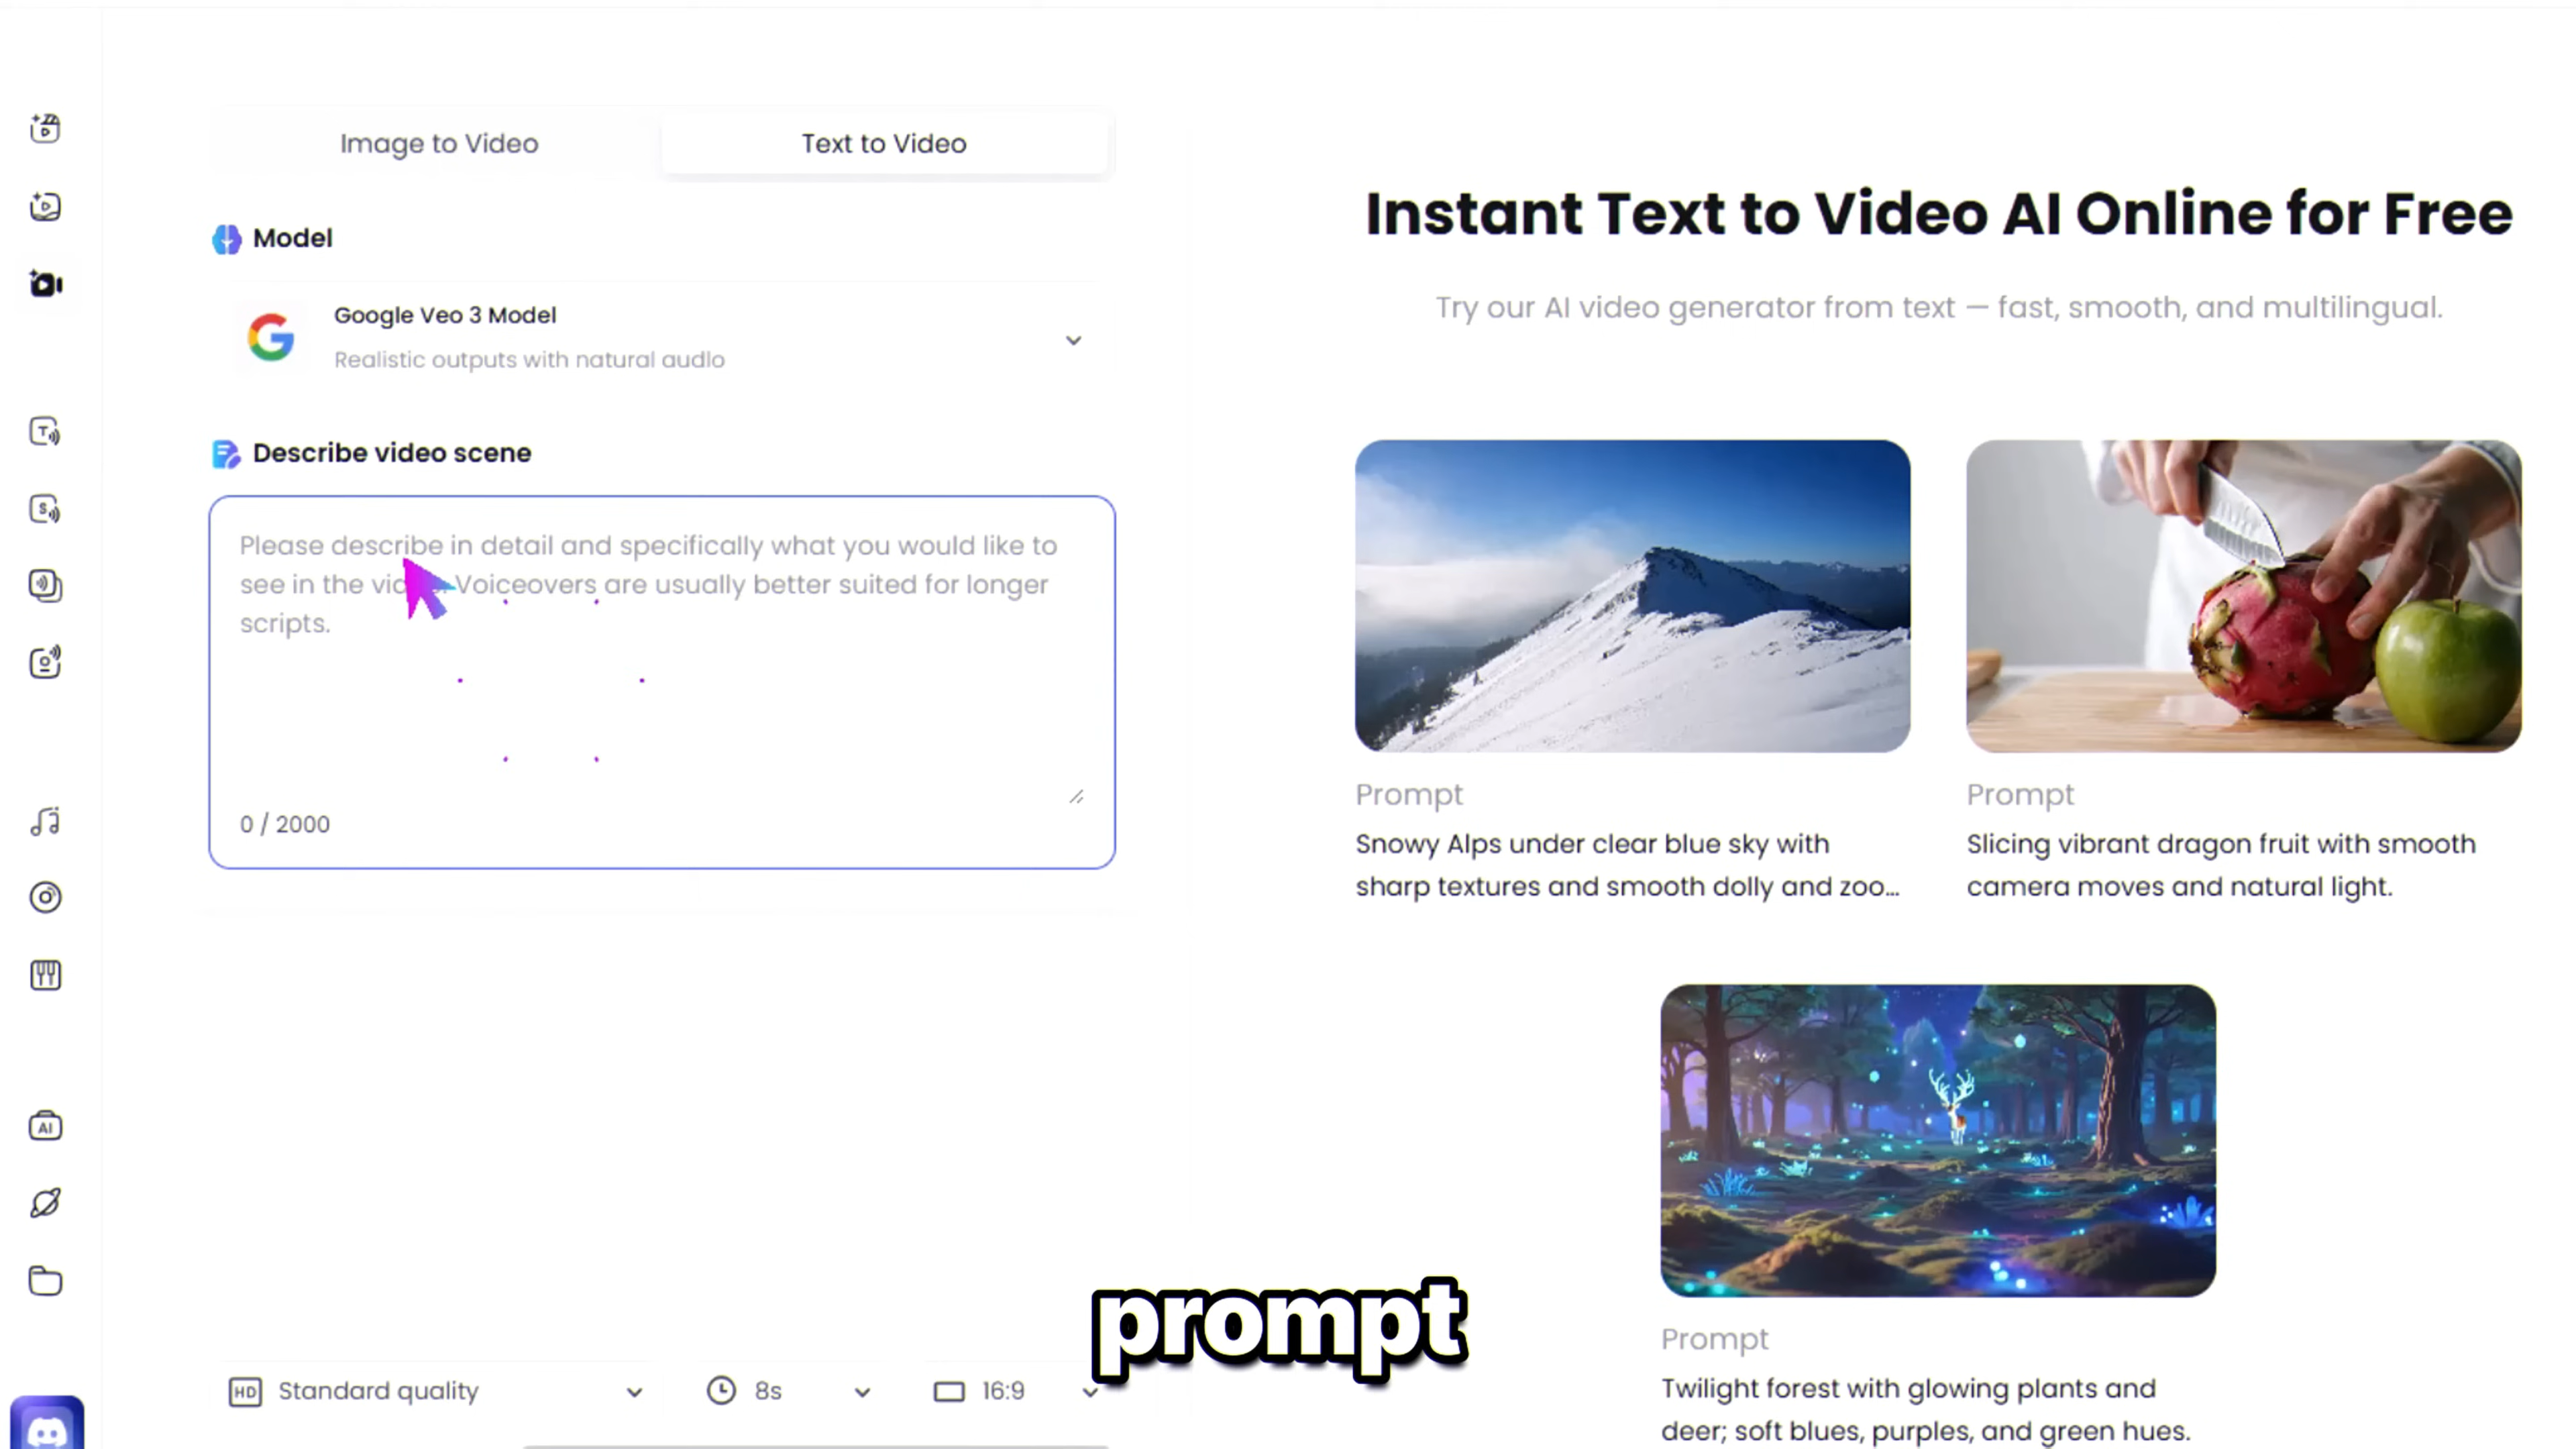 Image to Video
Text to Video
Model
Google Veo 3 Model
Realistic outputs with natural audio
Describe video scene
Please describe in detail and specifically what you would like to
see in the Voiceovers are usually better suited for longer
scripts.
0 / 2000
HD Standard quality
8s
16:9
Instant Text to Video AI Online for Free
Try our AI video generator from text — fast, smooth, and multilingual.
Prompt
Snowy Alps under clear blue sky with
sharp textures and smooth dolly and zoo...
Prompt
Slicing vibrant dragon fruit with smooth
camera moves and natural light.
Prompt
Twilight forest with glowing plants and
deer; soft blues, purples, and green hues.
prompt
T
S
AI